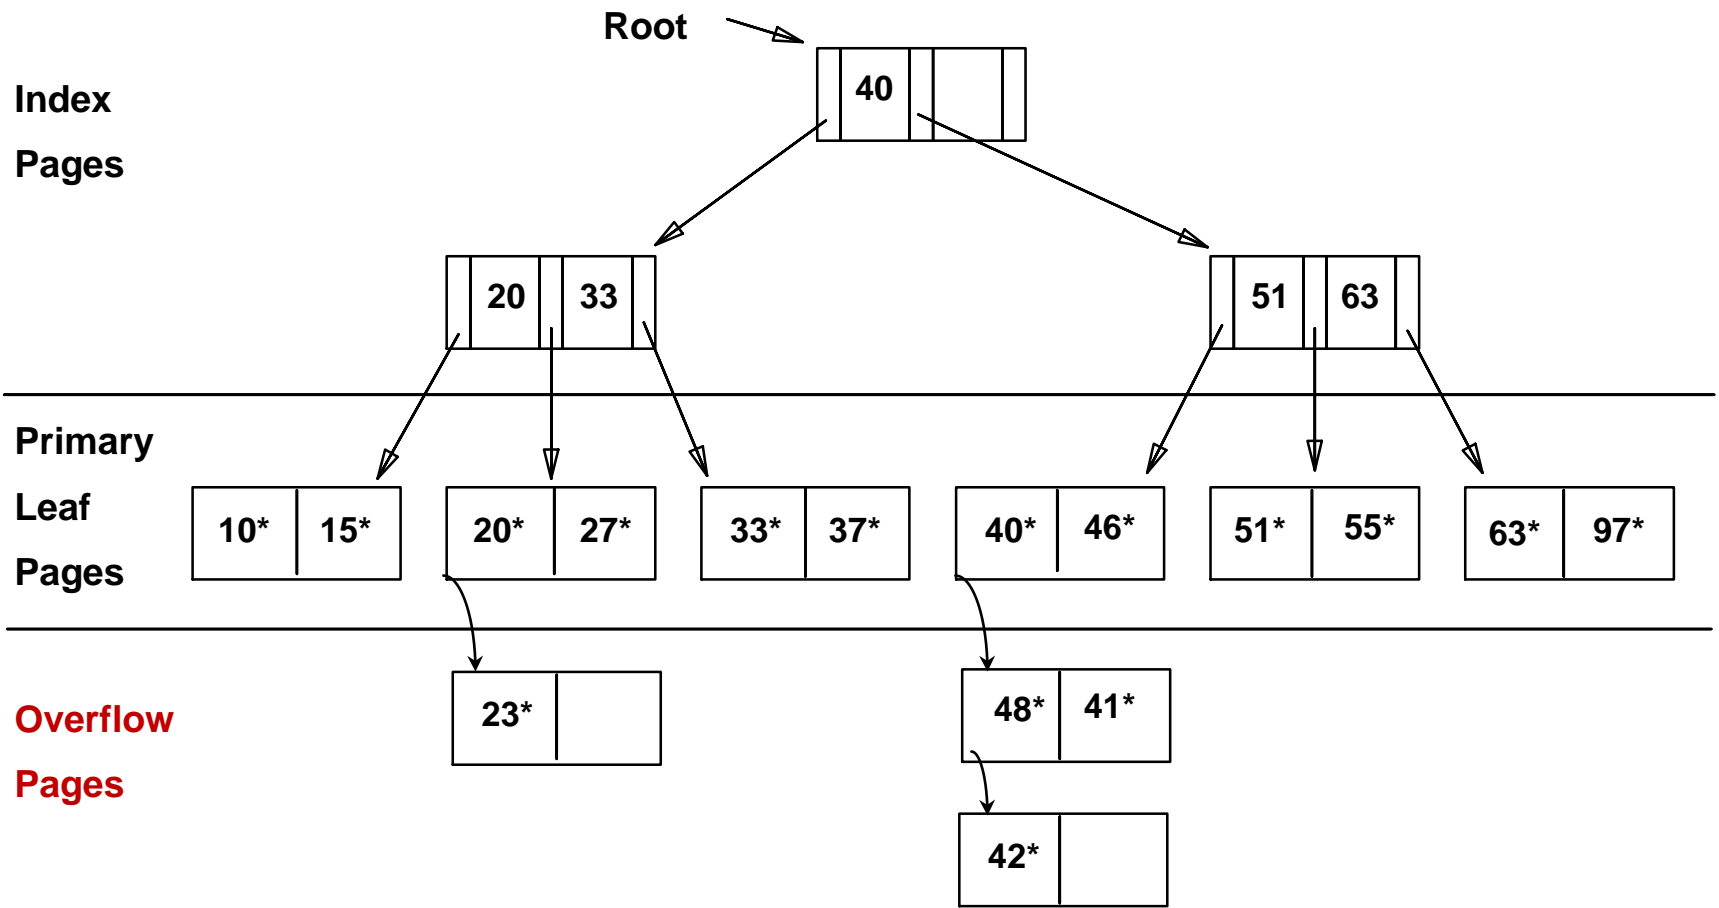 Root
Index
Pages
40
20 33
51 63
Primary
Leaf
Pages
10* 15*
20* 27*
33* 37*
40* 46*
51* 55*
63* 97*
Overflow
Pages
23*
48* 41*
42*